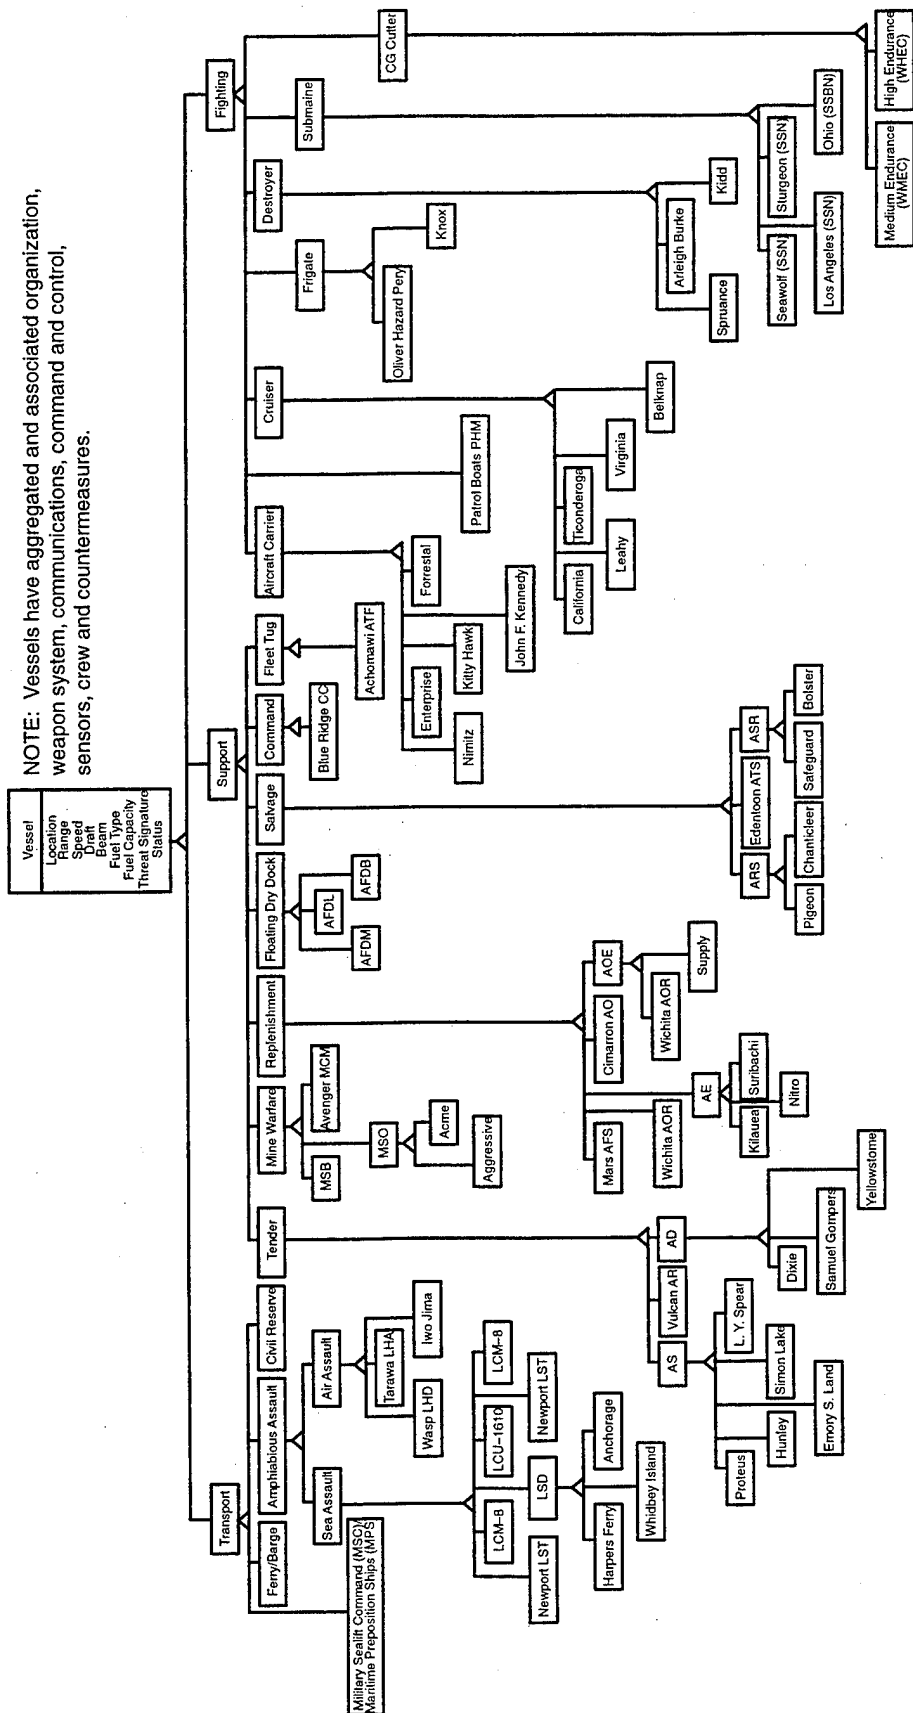 NOTE: Vessels have aggregated and associated organization,
weapon system, communications, command and control,
sensors, crew and countermeasures.
Vessel
Location
Range
Speed
Draft
Beam
Fuel Type
Fuel Capacity
Threat Signature
Status
Transport
Support
Fighting
Ferry/Barge
Amphiabious Assault
Civil Reserve
Military Sealift Command (MSC)/
Maritime Preposition Ships (MPS)
Sea Assault
Air Assault
Wasp LHD
Tarawa LHA
Iwo Jima
Newport LST
LCM-8
LSD
LCU-1610
Newport LST
LCM-8
Harpers Ferry
Whidbey Island
Anchorage
Tender
Mine Warfare
Replenishment
Floating Dry Dock
Salvage
Command
Fleet Tug
AS
Vulcan AR
AD
Proteus
Hunley
Emory S. Land
Simon Lake
L. Y. Spear
Dixie
Samuel Gompers
Yellowstome
MSB
MSO
Avenger MCM
Aggressive
Acme
Mars AFS
Wichita AOR
AE
Cimarron AO
AOE
Kilauea
Nitro
Suribachi
Wichita AOR
Supply
AFDM
AFDL
AFDB
ARS
Edentoon ATS
ASR
Pigeon
Chanticleer
Safeguard
Bolster
Blue Ridge CC
Achomawi ATF
Aircraft Carrier
Patrol Boats PHM
Cruiser
Frigate
Destroyer
Submaine
CG Cutter
Nimitz
Enterprise
Kitty Hawk
John F. Kennedy
Forrestal
California
Leahy
Ticonderoga
Virginia
Belknap
Oliver Hazard Pery
Knox
Spruance
Arleigh Burke
Kidd
Seawolf (SSN)
Los Angeles (SSN)
Sturgeon (SSN)
Ohio (SSBN)
Medium Endurance
(WMEC)
High Endurance
(WHEC)